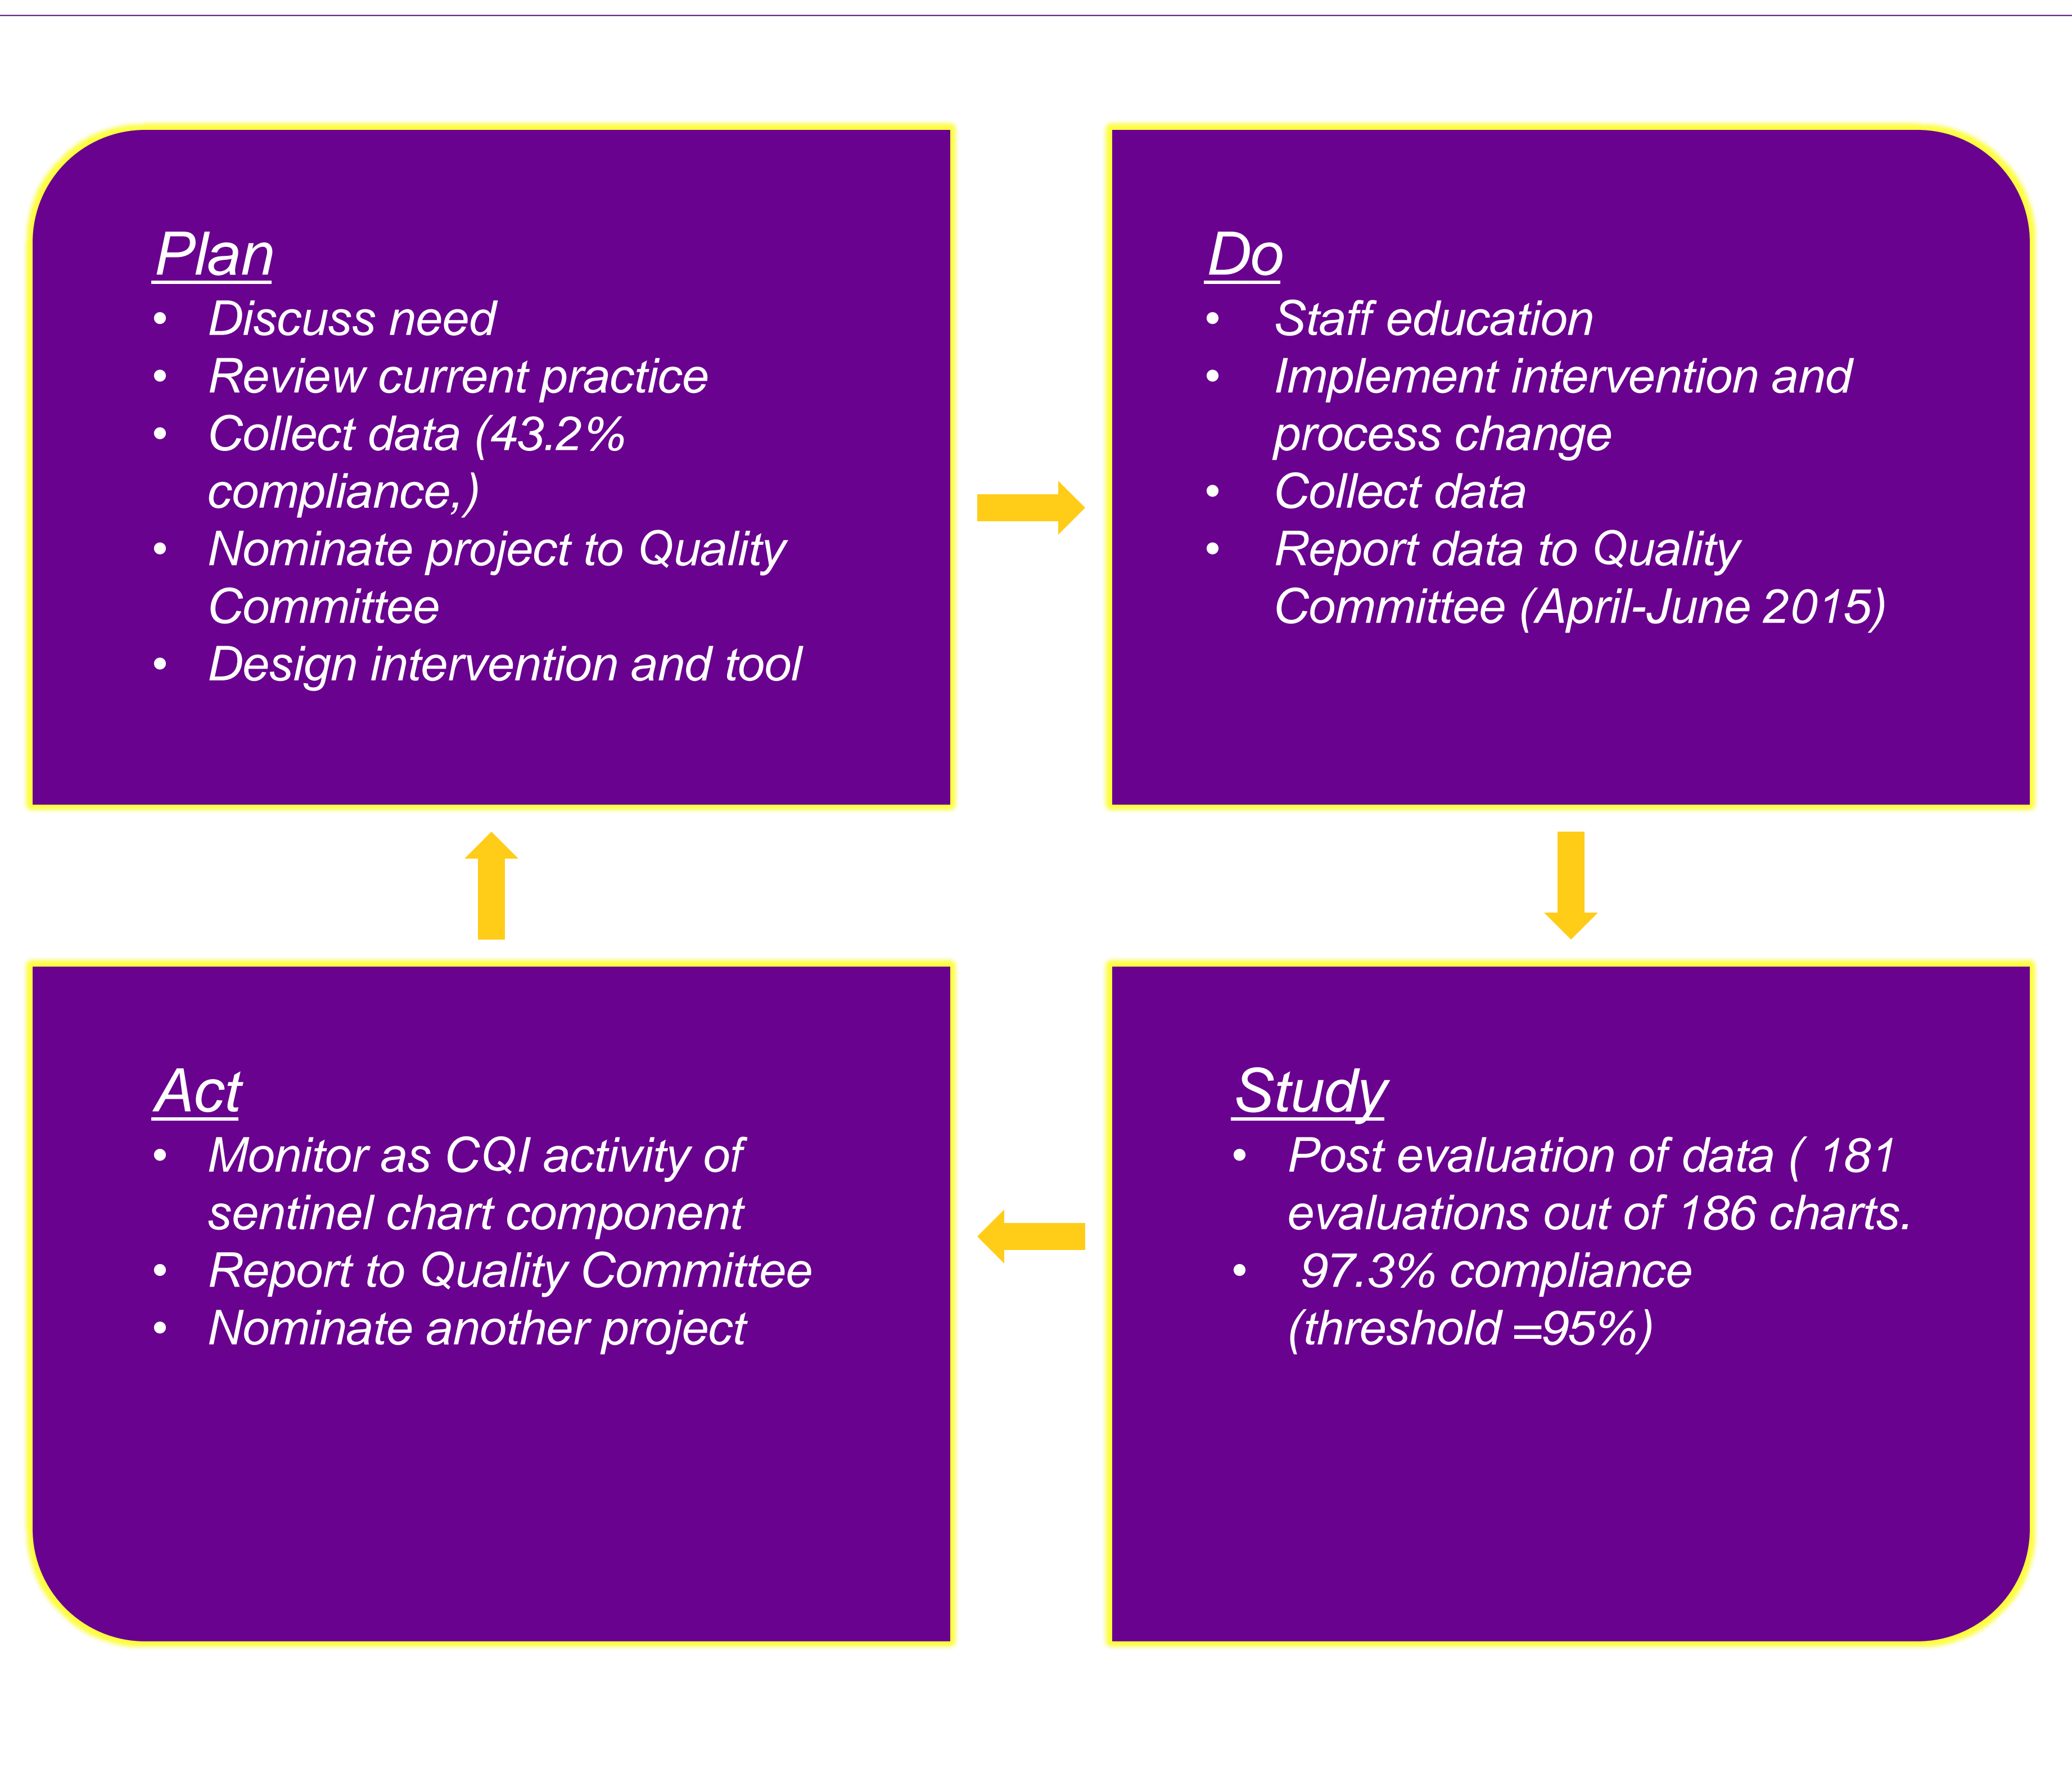 Plan
• Discuss need
• Review current practice
• Collect data (43.2%
compliance,)
• Nominate project to Quality
Committee
• Design intervention and tool
Do
• Staff education
• Implement intervention and
process change
• Collect data
• Report data to Quality
Committee (April-June 2015)
Act
• Monitor as CQI activity of
sentinel chart component
• Report to Quality Committee
• Nominate another project
Study
• Post evaluation of data ( 181
evaluations out of 186 charts.
• 97.3% compliance
(threshold =95%)